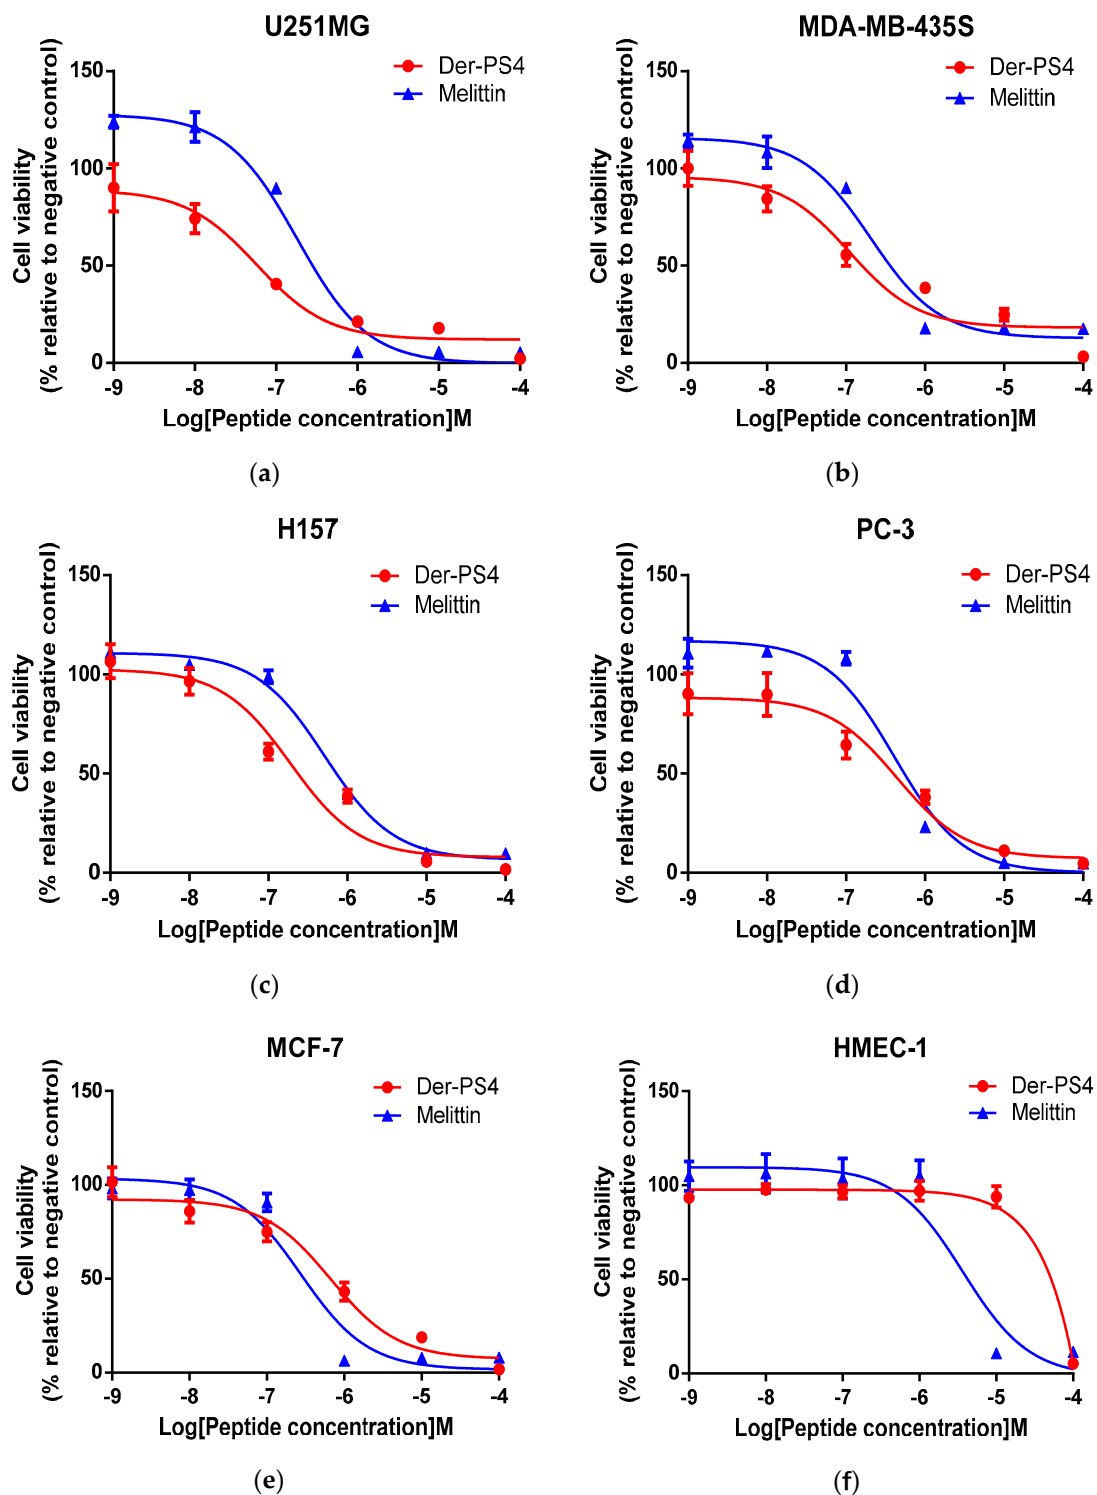 U251MG
Der-PS4
Melittin
Cell viability
(% relative to negative control)
150
100
50
0
-9 -8 -7 -6 -5 -4
Log[Peptide concentration]M
(a)
MDA-MB-435S
Der-PS4
Melittin
Cell viability
(% relative to negative control)
150
100
50
0
-9 -8 -7 -6 -5 -4
Log[Peptide concentration]M
(b)
H157
Der-PS4
Melittin
Cell viability
(% relative to negative control)
150
100
50
0
-9 -8 -7 -6 -5 -4
Log[Peptide concentration]M
(c)
PC-3
Der-PS4
Melittin
Cell viability
(% relative to negative control)
150
100
50
0
-9 -8 -7 -6 -5 -4
Log[Peptide concentration]M
(d)
MCF-7
Der-PS4
Melittin
Cell viability
(% relative to negative control)
150
100
50
0
-9 -8 -7 -6 -5 -4
Log[Peptide concentration]M
(e)
HMEC-1
Der-PS4
Melittin
Cell viability
(% relative to negative control)
150
100
50
0
-9 -8 -7 -6 -5 -4
Log[Peptide concentration]M
(f)